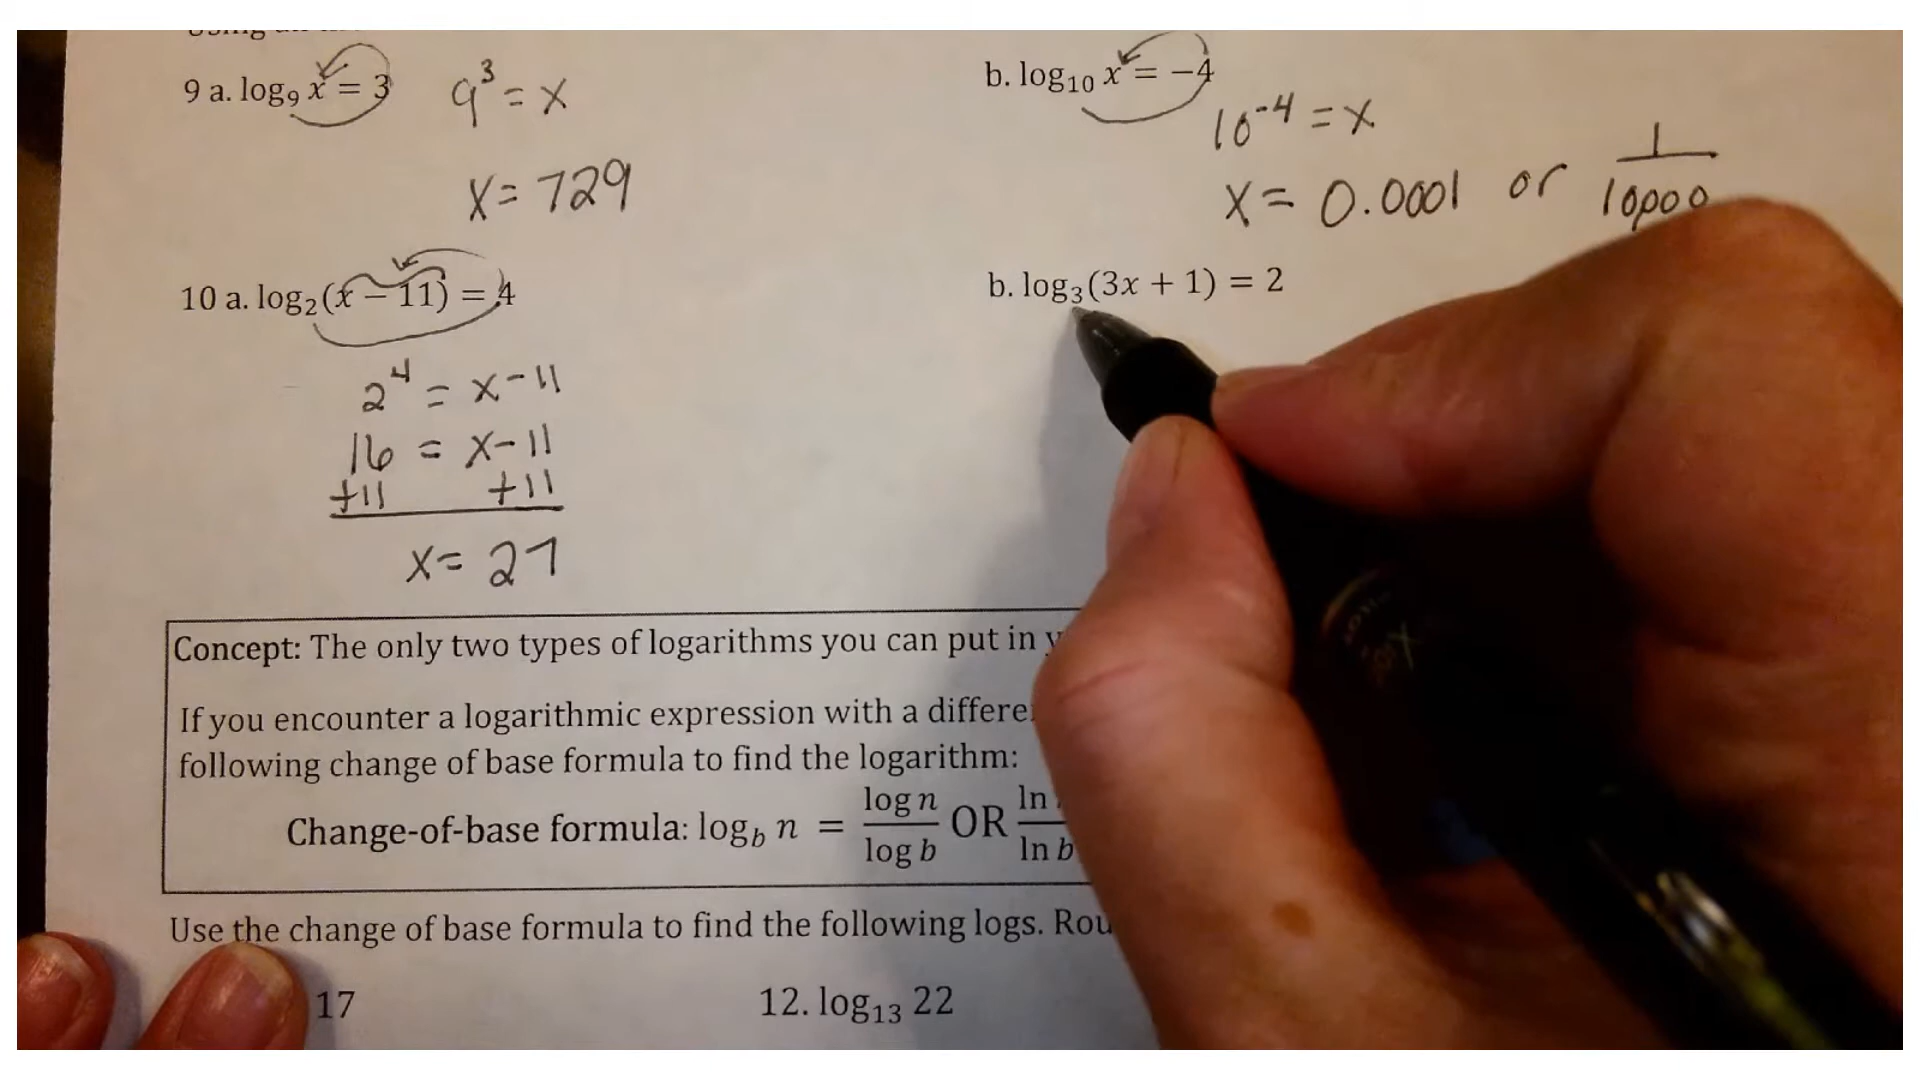 9 a. log₉ x = 3
9³ = x
x = 729
b. log₁₀ x = −4
10⁻⁴ = x
x = 0.0001 or 1/10000
10 a. log₂(x − 11) = 4
2⁴ = x − 11
16 = x − 11
+11 +11
x = 27
b. log₃(3x + 1) = 2
Concept: The only two types of logarithms you can put in
If you encounter a logarithmic expression with a
following change of base formula to find the logarithm:
Change-of-base formula: log_b n = log n / log b OR ln / ln b
Use the change of base formula to find the following logs.
17
12. log₁₃ 22